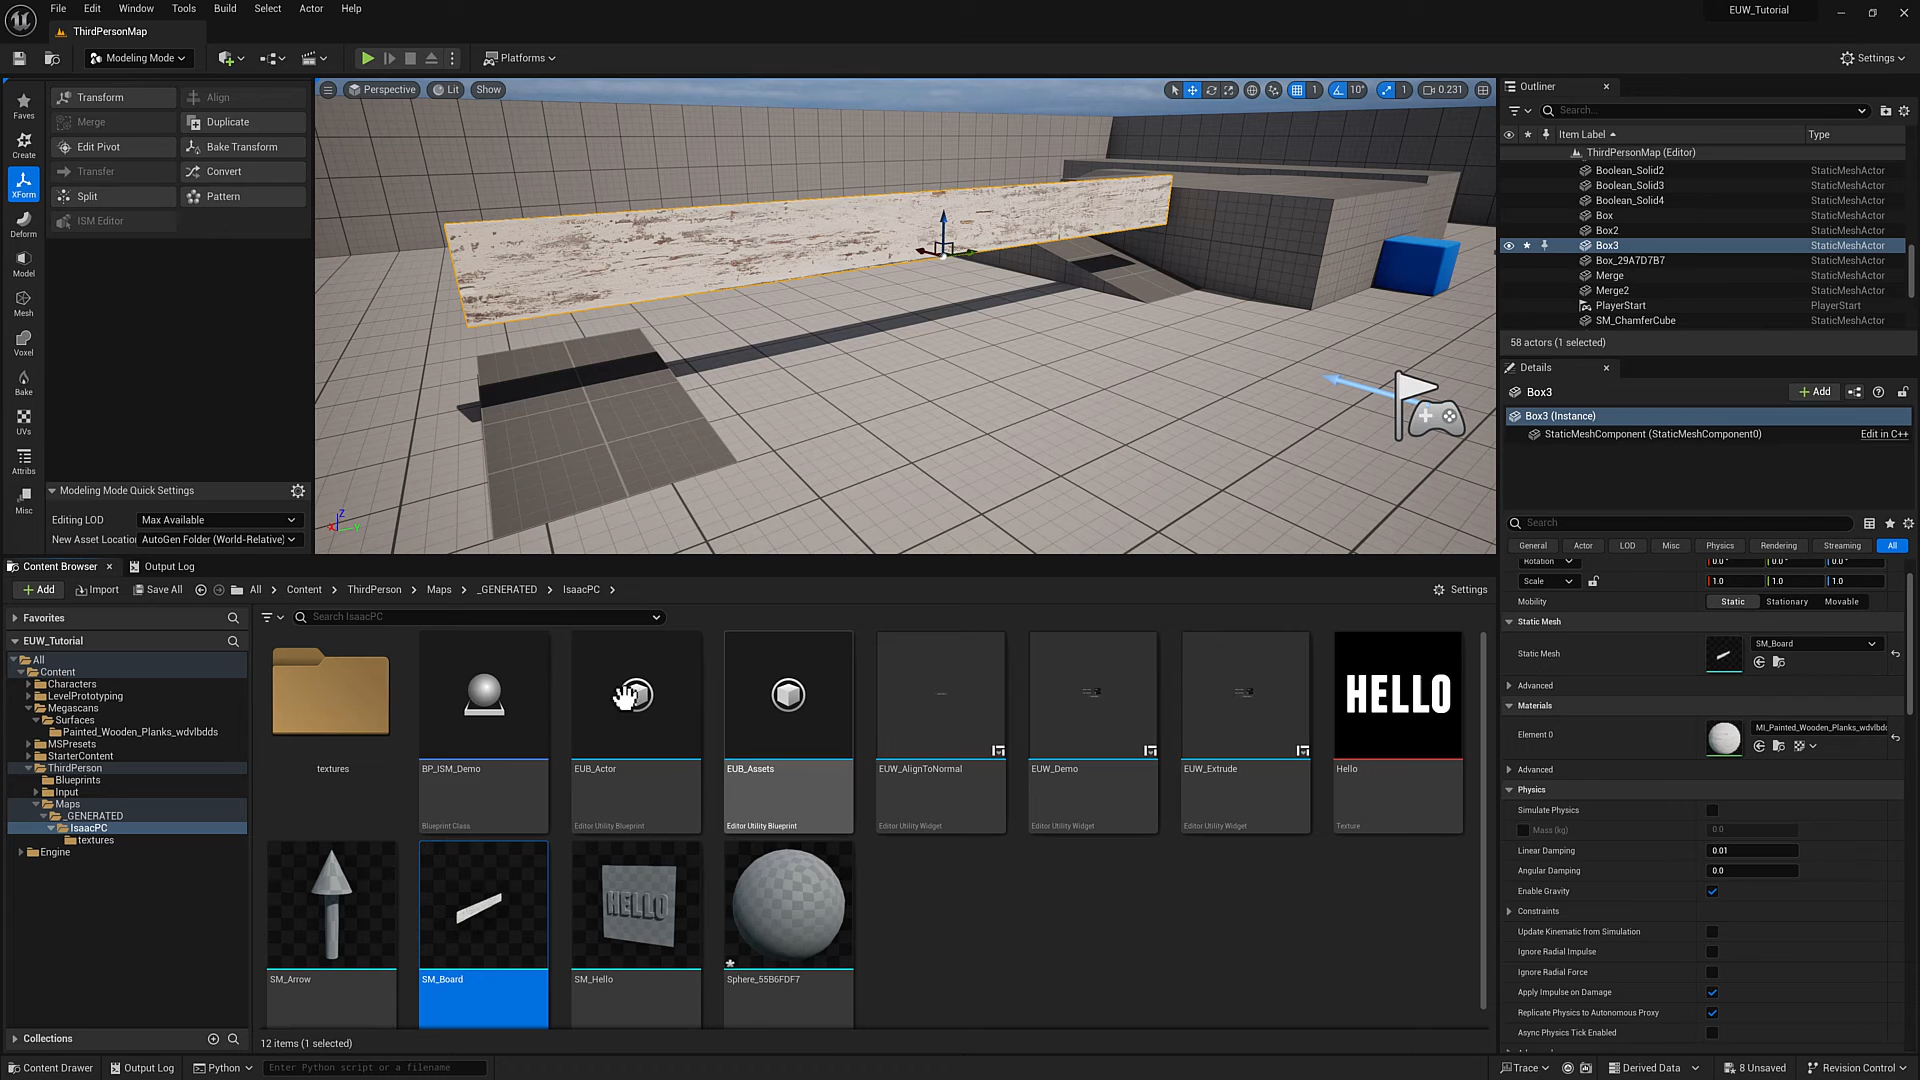 File Edit Window Tools Build Select Actor Help
EUW_Tutorial
ThirdPersonMap
Modeling Mode
Platforms
Settings
Faves
Create
XForm
Deform
Model
Mesh
Voxel
Bake
UVs
Attribs
Misc
Transform Align
Merge Duplicate
Edit Pivot Bake Transform
Transfer Convert
Split Pattern
ISM Editor
Modeling Mode Quick Settings
Editing LOD Max Available
New Asset Locatio AutoGen Folder (World-Relative)
Perspective Lit Show
1 10° 1 0.231
Z
X Y
Outliner
Search...
Item Label Type
ThirdPersonMap (Editor)
Boolean_Solid2 StaticMeshActor
Boolean_Solid3 StaticMeshActor
Boolean_Solid4 StaticMeshActor
Box StaticMeshActor
Box2 StaticMeshActor
Box3 StaticMeshActor
Box_29A7D7B7 StaticMeshActor
Merge StaticMeshActor
Merge2 StaticMeshActor
PlayerStart PlayerStart
SM_ChamferCube StaticMeshActor
58 actors (1 selected)
Details
Box3
Add
Box3 (Instance)
StaticMeshComponent (StaticMeshComponent0) Edit in C++
Search
General Actor LOD Misc Physics Rendering Streaming All
Rotation 0.0° 0.0° 0.0°
Scale 1.0 1.0 1.0
Mobility Static Stationary Movable
Static Mesh
Static Mesh SM_Board
Advanced
Materials
Element 0 MI_Painted_Wooden_Planks_wdvlbdd
Advanced
Physics
Simulate Physics
Mass (kg) 0.0
Linear Damping 0.01
Angular Damping 0.0
Enable Gravity
Constraints
Update Kinematic from Simulation
Ignore Radial Impulse
Ignore Radial Force
Apply Impulse on Damage
Replicate Physics to Autonomous Proxy
Async Physics Tick Enabled
Content Browser Output Log
Add Import Save All All Content ThirdPerson Maps _GENERATED IsaacPC Settings
Favorites
EUW_Tutorial
All
Content
Characters
LevelPrototyping
Megascans
Surfaces
Painted_Wooden_Planks_wdvlbdds
MSPresets
StarterContent
ThirdPerson
Blueprints
Input
Maps
_GENERATED
IsaacPC
textures
Engine
Collections
Search IsaacPC
HELLO
textures
BP_ISM_Demo
Blueprint Class
EUB_Actor
Editor Utility Blueprint
EUB_Assets
Editor Utility Blueprint
EUW_AlignToNormal
Editor Utility Widget
EUW_Demo
Editor Utility Widget
EUW_Extrude
Editor Utility Widget
Hello
Texture
HELLO
SM_Arrow
SM_Board
SM_Hello
Sphere_55B6FDF7
12 items (1 selected)
Content Drawer Output Log Python Enter Python script or a filename
Trace Derived Data 8 Unsaved Revision Control